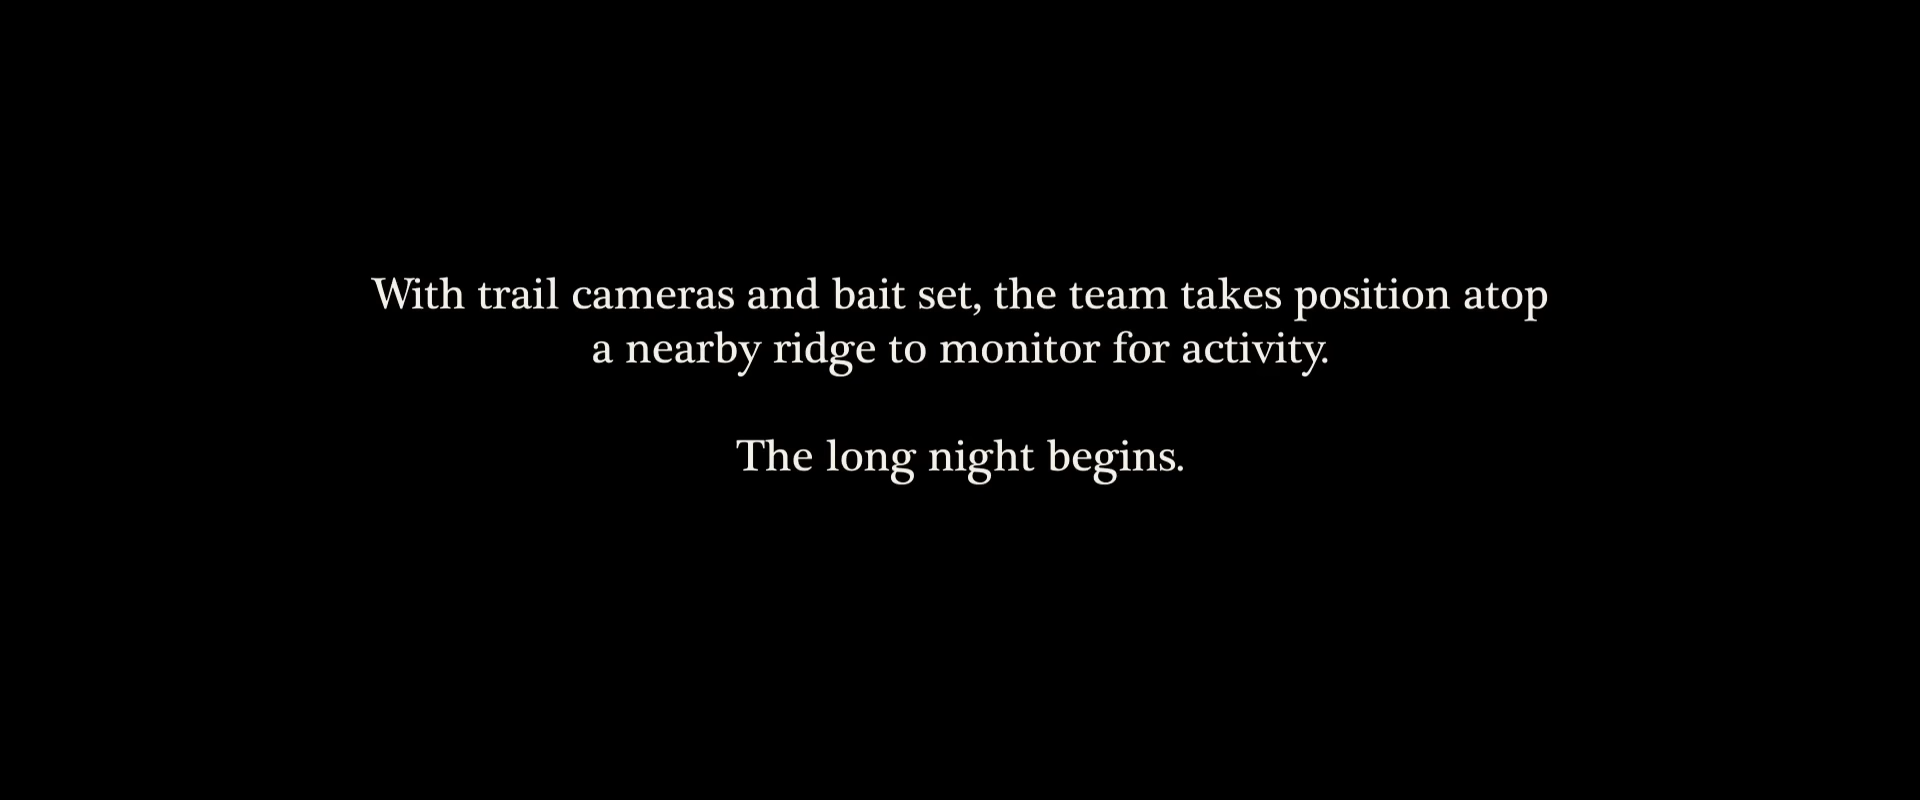 With trail cameras and bait set, the team takes position atop
a nearby ridge to monitor for activity.
The long night begins.